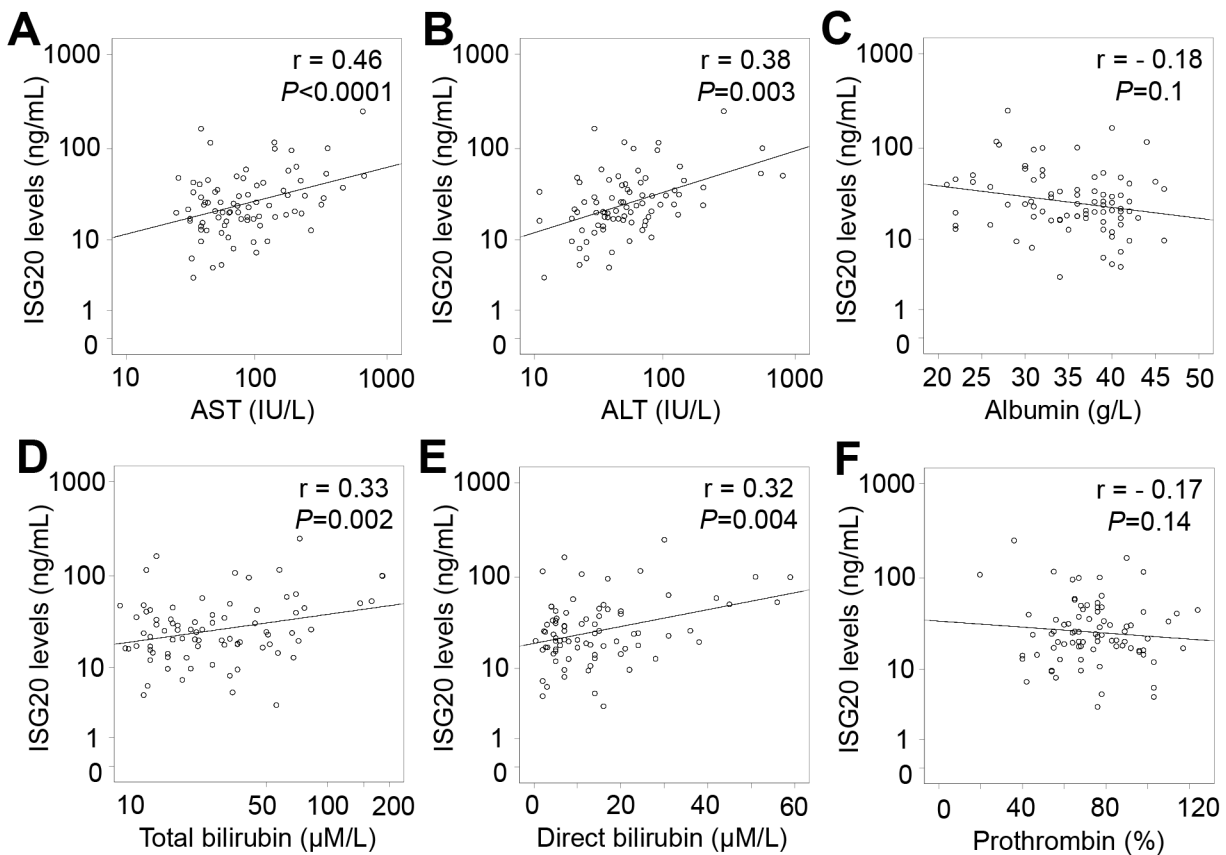 A
r = 0.46
P<0.0001
ISG20 levels (ng/mL)
1000
100
10
1
0
10 100 1000
AST (IU/L)
B
r = 0.38
P=0.003
ISG20 levels (ng/mL)
1000
100
10
1
0
10 100 1000
ALT (IU/L)
C
r = - 0.18
P=0.1
ISG20 levels (ng/mL)
1000
100
10
1
0
20 25 30 35 40 45 50
Albumin (g/L)
D
r = 0.33
P=0.002
ISG20 levels (ng/mL)
1000
100
10
1
0
10 50 100 200
Total bilirubin (µM/L)
E
r = 0.32
P=0.004
ISG20 levels (ng/mL)
1000
100
10
1
0
0 20 40 60
Direct bilirubin (µM/L)
F
r = - 0.17
P=0.14
ISG20 levels (ng/mL)
1000
100
10
1
0
0 40 60 80 100 120
Prothrombin (%)